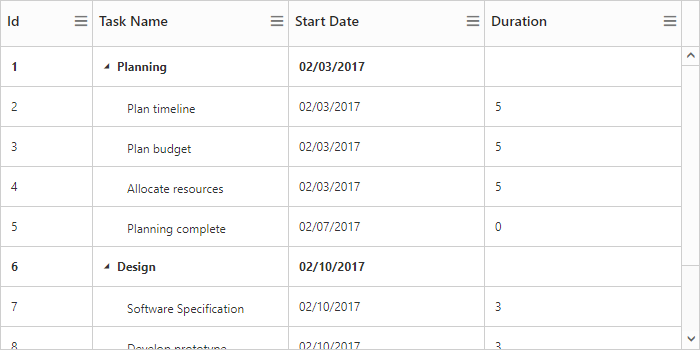 Id Task Name Start Date Duration
1 Planning 02/03/2017
2 Plan timeline 02/03/2017 5
3 Plan budget 02/03/2017 5
4 Allocate resources 02/03/2017 5
5 Planning complete 02/07/2017 0
6 Design 02/10/2017
7 Software Specification 02/10/2017 3
8 Develop prototype 02/10/2017 3